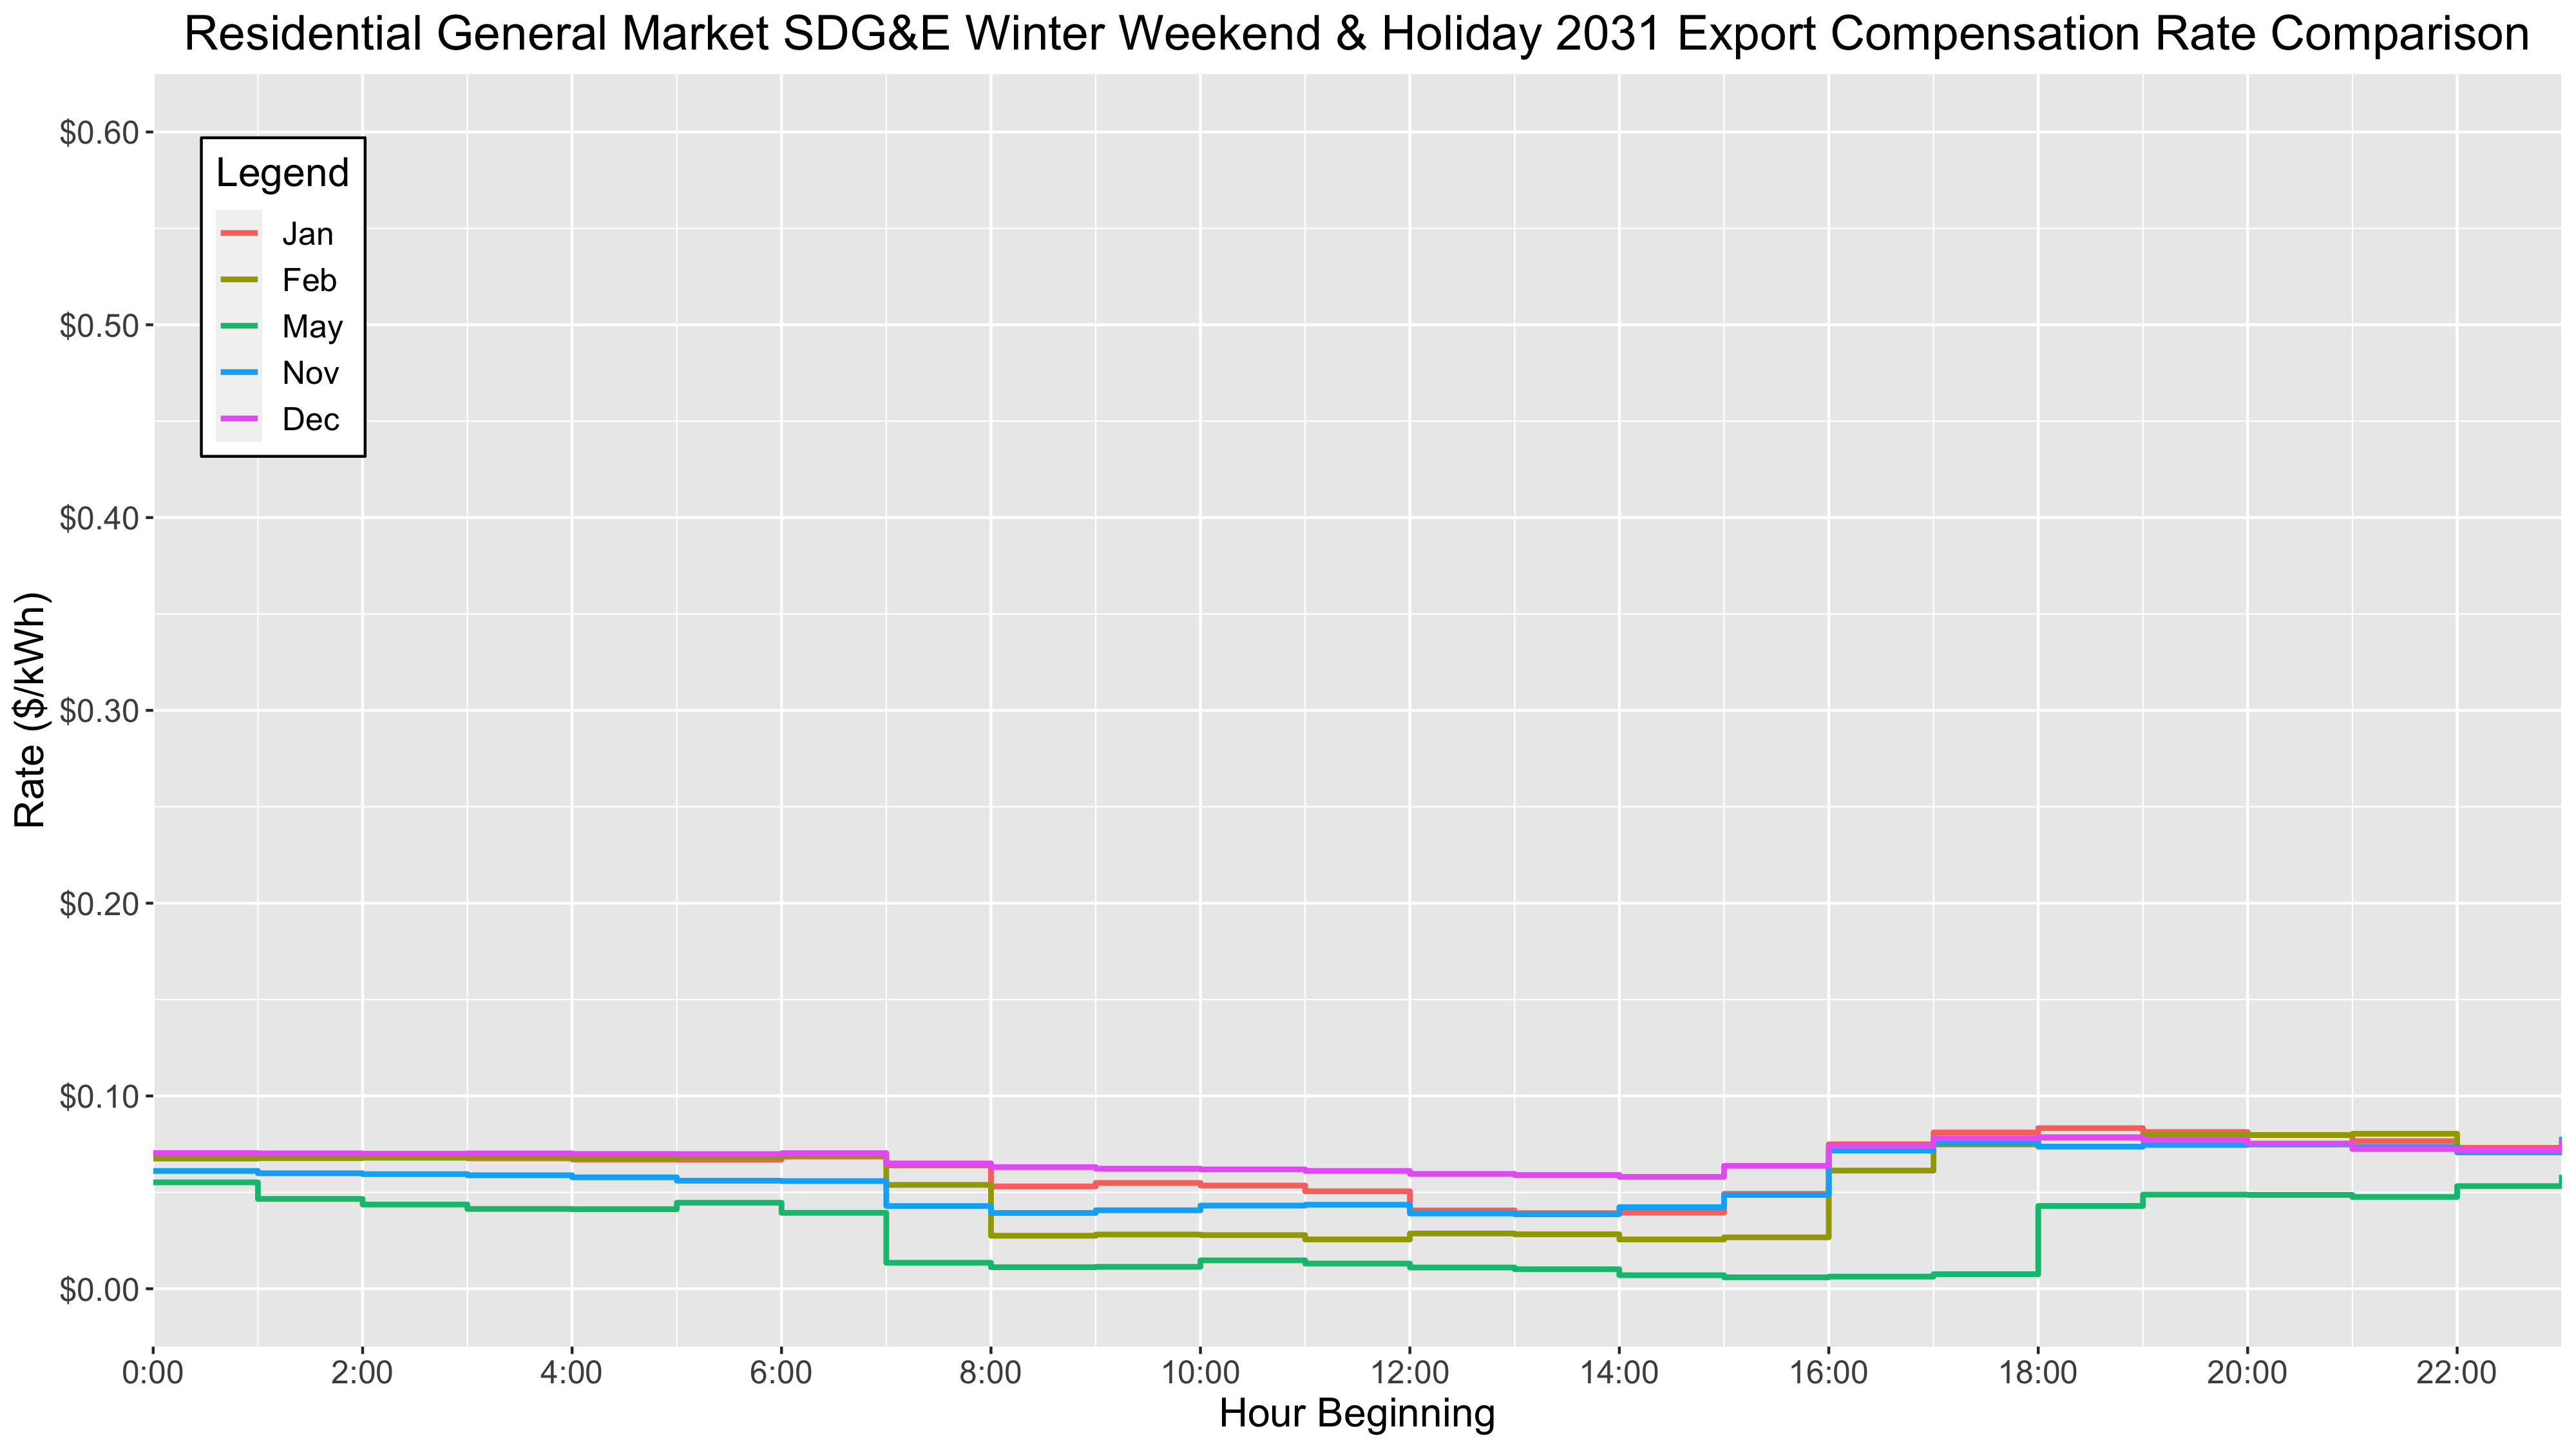 Residential General Market SDG&E Winter Weekend & Holiday 2031 Export Compensation Rate Comparison
$0.60
$0.50
$0.40
$0.30
$0.20
$0.10
$0.00
Rate ($/kWh)
Legend
Jan
Feb
May
Nov
Dec
0:00 2:00 4:00 6:00 8:00 10:00 12:00 14:00 16:00 18:00 20:00 22:00
Hour Beginning